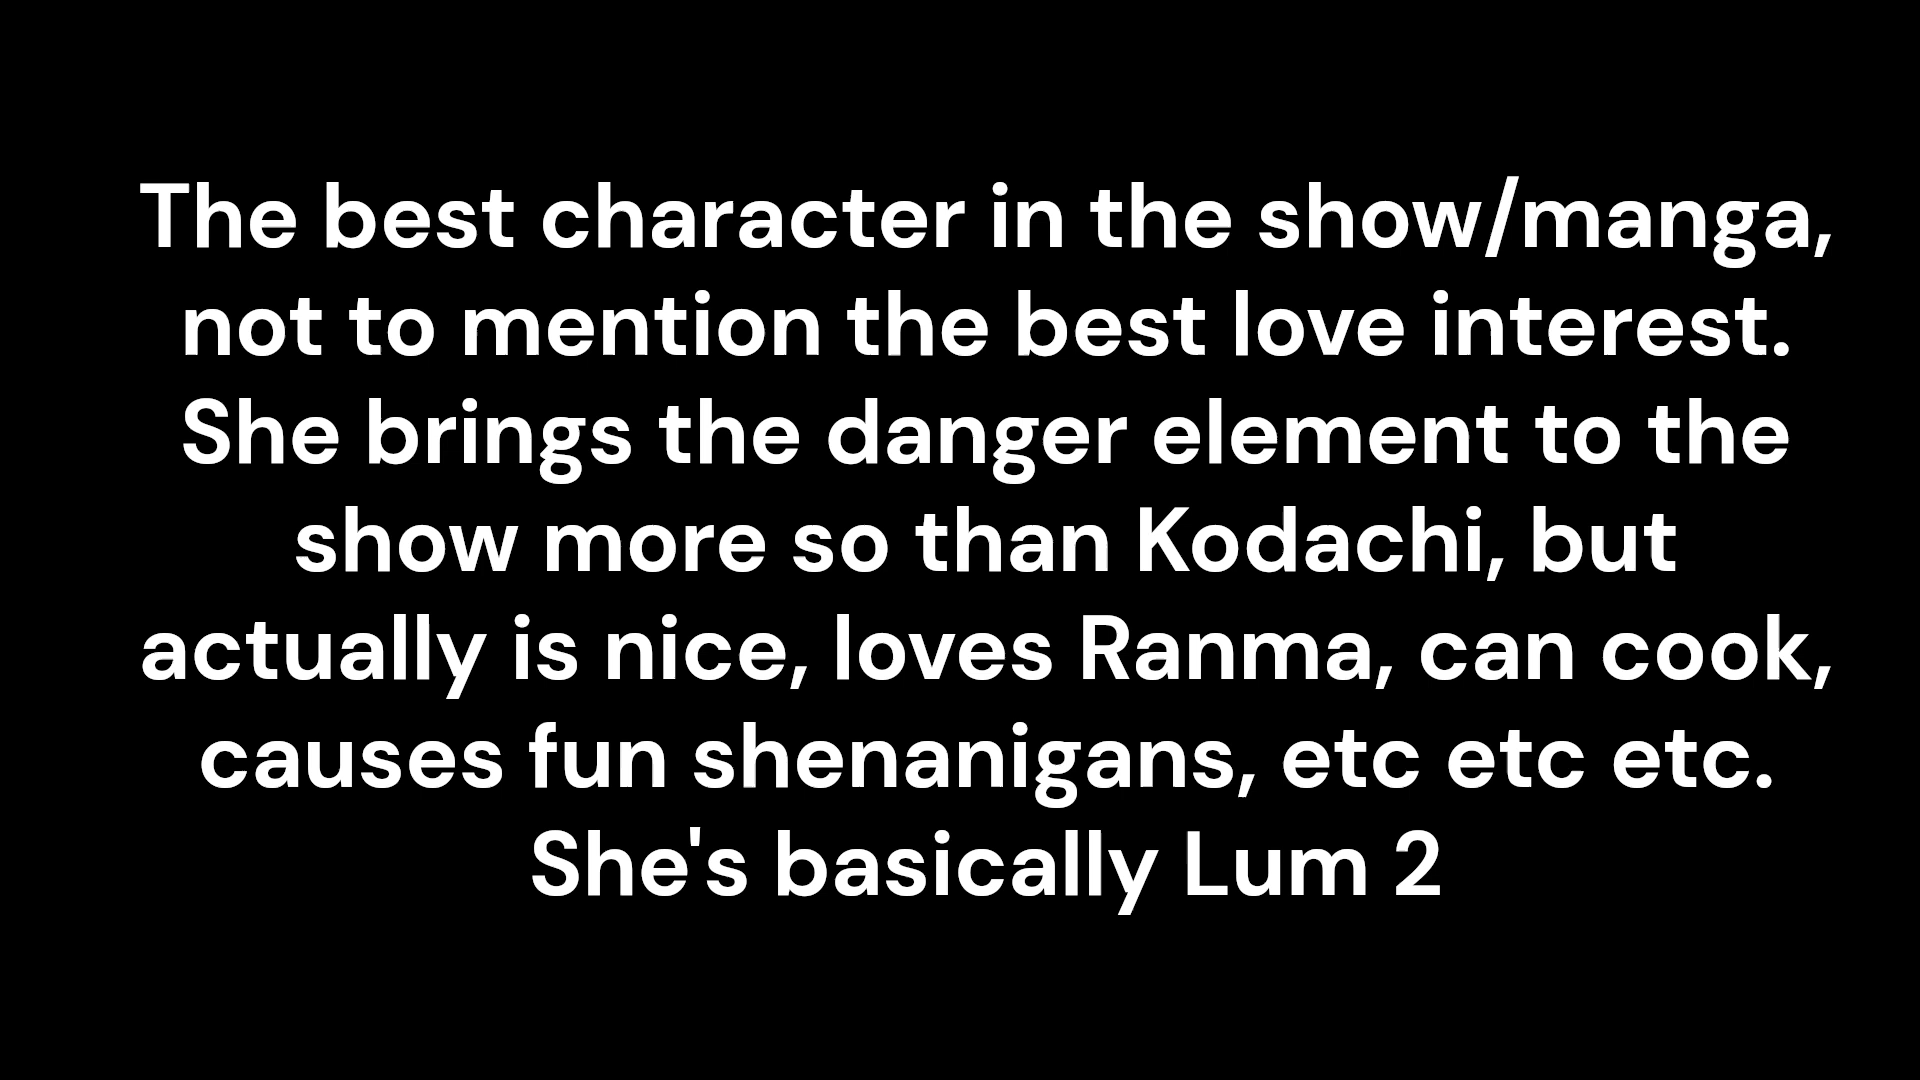 The best character in the show/manga,
not to mention the best love interest.
She brings the danger element to the
show more so than Kodachi, but
actually is nice, loves Ranma, can cook,
causes fun shenanigans, etc etc etc.
She's basically Lum 2